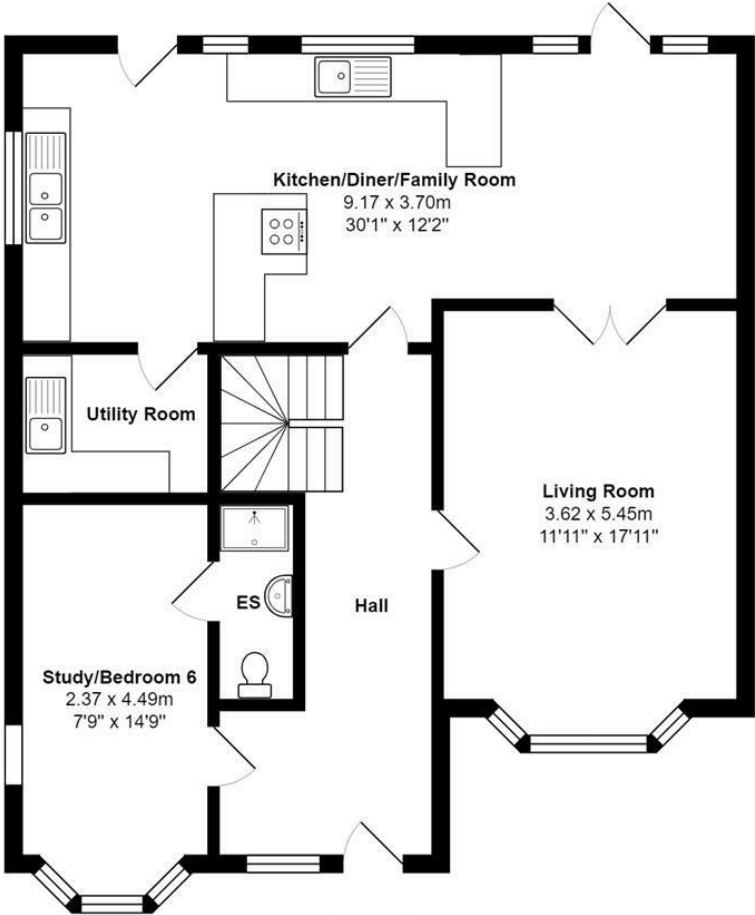 Kitchen/Diner/Family Room
9.17 x 3.70m
30'1" x 12'2"
Utility Room
Living Room
3.62 x 5.45m
11'11" x 17'11"
ES
Hall
Study/Bedroom 6
2.37 x 4.49m
7'9" x 14'9"